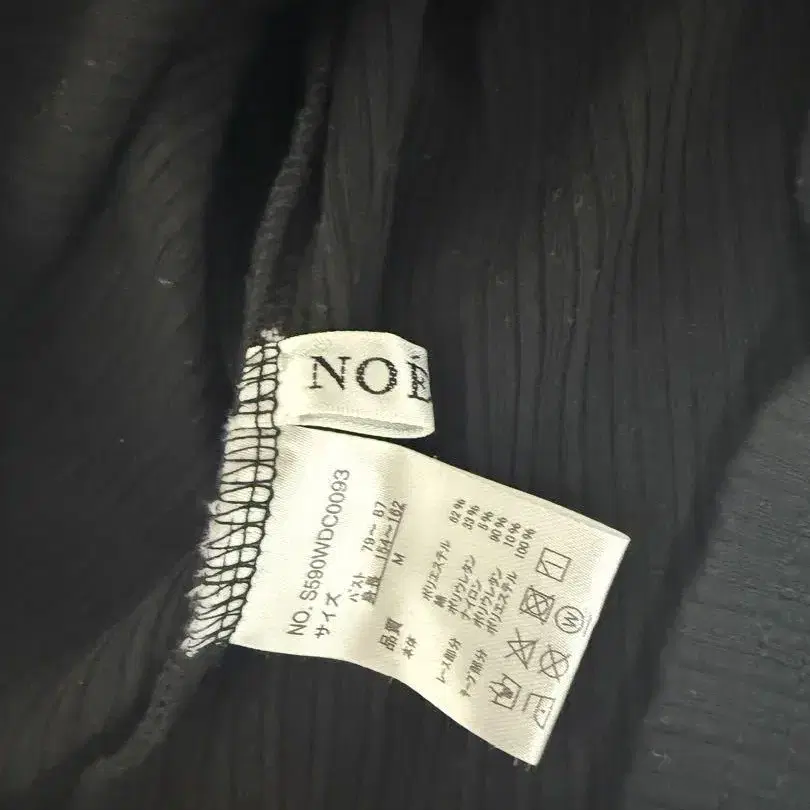 NO
NO. S590WDC0093
サイズ
バスト 79〜 87
身長 154〜162
M
品質
本体 ポリエステル 62%
綿 33%
ポリウレタン 5%
レース部分 ナイロン 90%
ポリウレタン 10%
テープ部分 ポリエステル 100%
W